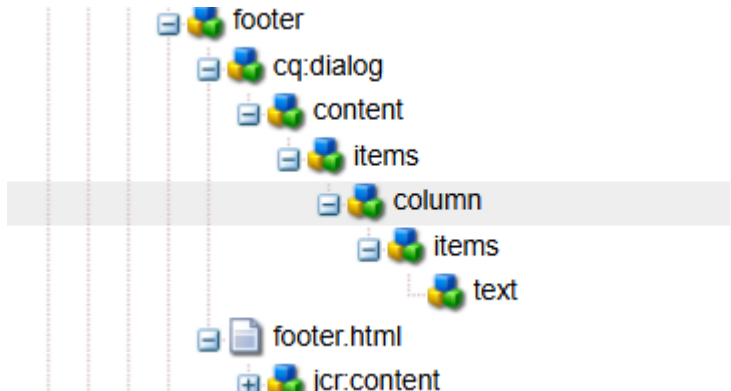 footer
cq:dialog
content
items
column
items
text
footer.html
jcr:content